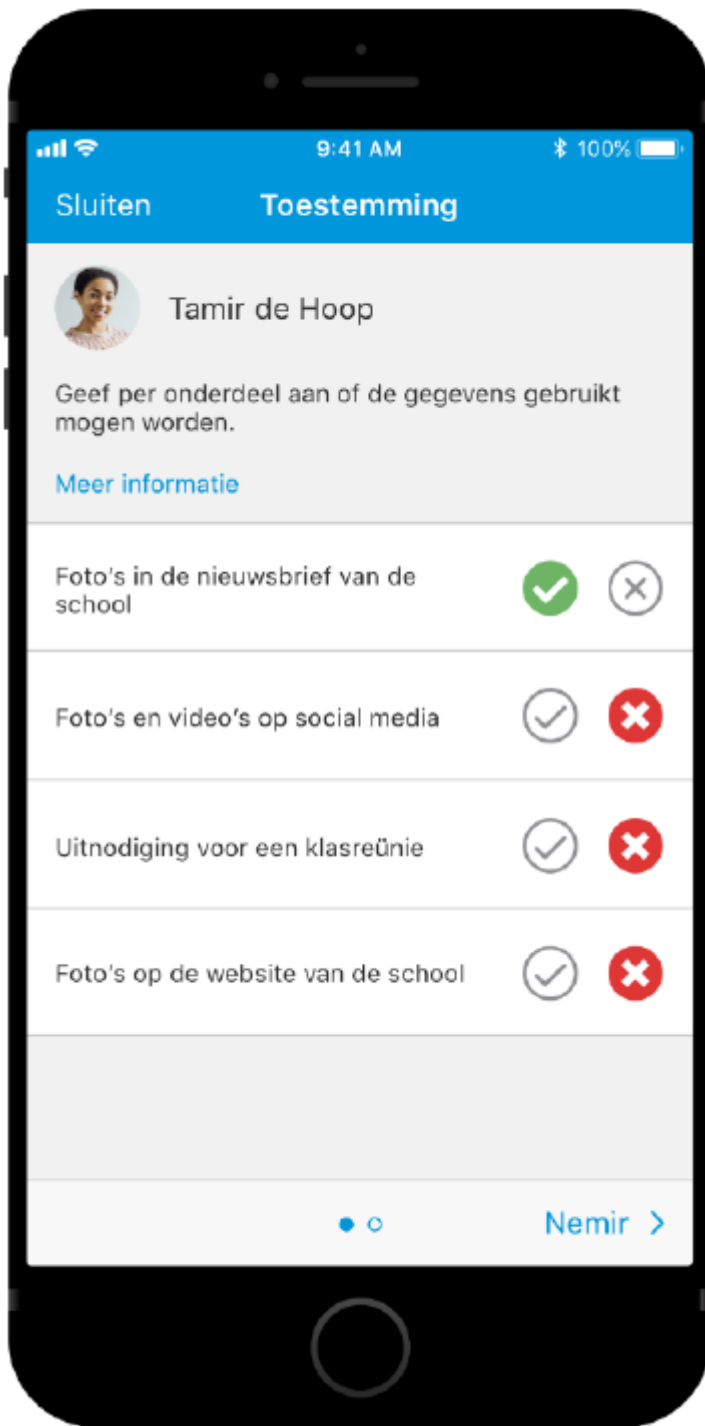 9:41 AM
100%
Sluiten
Toestemming
Tamir de Hoop
Geef per onderdeel aan of de gegevens gebruikt
mogen worden.
Meer informatie
Foto's in de nieuwsbrief van de
school
Foto's en video's op social media
Uitnodiging voor een klasreünie
Foto's op de website van de school
Nemir